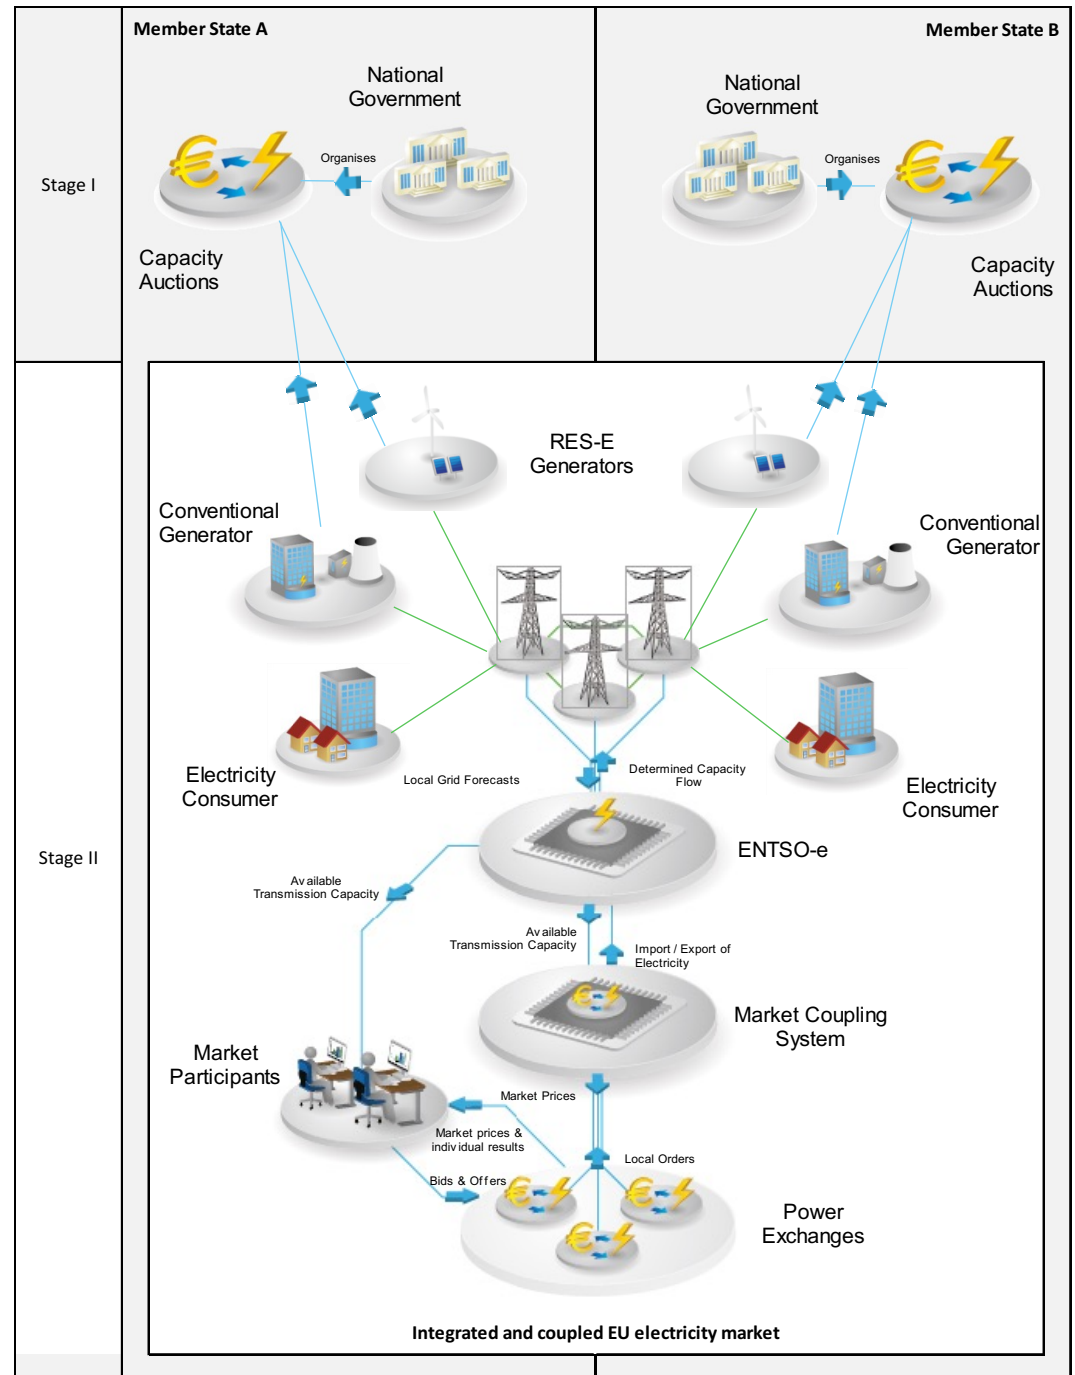 Member State A
Member State B
National
Government
National
Government
Organises
Organises
Stage I
Capacity
Auctions
Capacity
Auctions
RES-E
Generators
Conventional
Generator
Conventional
Generator
Electricity
Consumer
Electricity
Consumer
Local Grid Forecasts
Determined Capacity
Flow
Stage II
ENTSO-e
Available
Transmission Capacity
Available
Transmission Capacity
Import / Export of
Electricity
Market Coupling
System
Market
Participants
Market Prices
Market prices &
individual results
Local Orders
Bids & Offers
Power
Exchanges
Integrated and coupled EU electricity market